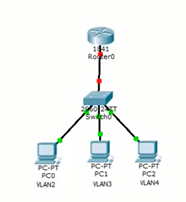 1841
Router0
2960-24TT
Switch0
PC-PT PC-PT PC-PT
PC0 PC1 PC2
VLAN2 VLAN3 VLAN4